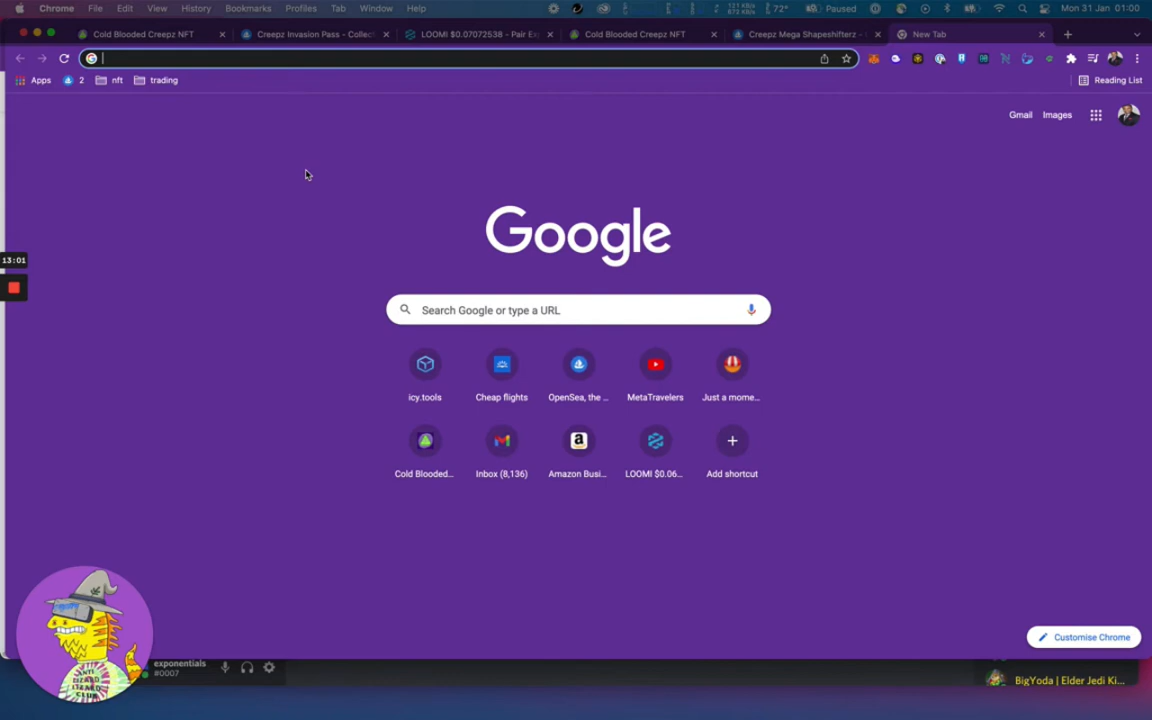 Chrome File Edit View History Bookmarks Profiles Tab Window Help 72° Paused Mon 31 Jan 01:00
Cold Blooded Creepz NFT Creepz Invasion Pass - Collect LOOMI $0.07072538 - Pair Ex Cold Blooded Creepz NFT Creepz Mega Shapeshifterz - New Tab
Apps 2 nft trading Reading List
Gmail Images
Google
13:01
Search Google or type a URL
icy.tools Cheap flights OpenSea, the ... MetaTravelers Just a mome...
Cold Blooded... Inbox (8,136) Amazon Busi... LOOMI $0.06... Add shortcut
Customise Chrome
exponentials
#0007
BigYoda | Elder Jedi Ki...
ANTI
LIZARD
LIZARD
CLUB